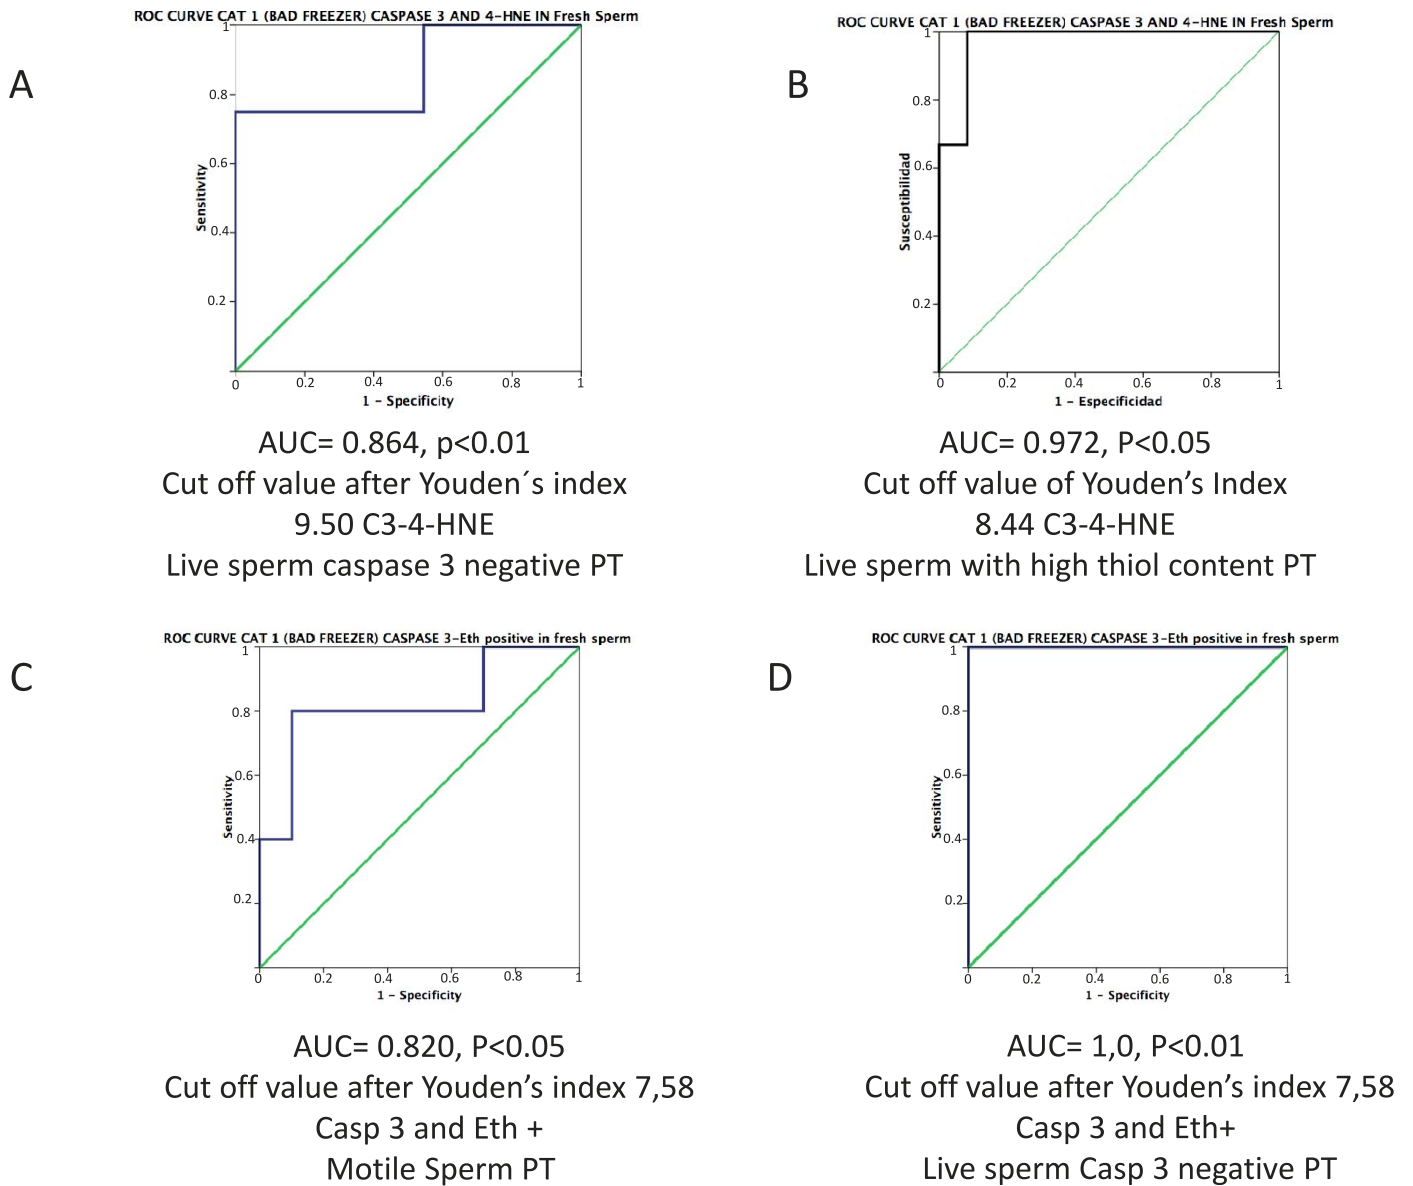 A
ROC CURVE CAT 1 (BAD FREEZER) CASPASE 3 AND 4-HNE IN Fresh Sperm
1
0.8
0.6
0.4
0.2
Sensitivity
0
0.2
0.4
0.6
0.8
1
1 - Specificity
AUC= 0.864, p<0.01
Cut off value after Youden´s index
9.50 C3-4-HNE
Live sperm caspase 3 negative PT
B
ROC CURVE CAT 1 (BAD FREEZER) CASPASE 3 AND 4-HNE IN Fresh Sperm
1
0.8
0.6
0.4
0.2
Susceptibilidad
0
0.2
0.4
0.6
0.8
1
1 - Especificidad
AUC= 0.972, P<0.05
Cut off value of Youden’s Index
8.44 C3-4-HNE
Live sperm with high thiol content PT
C
ROC CURVE CAT 1 (BAD FREEZER) CASPASE 3-Eth positive in fresh sperm
1
0.8
0.6
0.4
0.2
Sensitivity
0
0.2
0.4
0.6
0.8
1
1 - Specificity
AUC= 0.820, P<0.05
Cut off value after Youden’s index 7,58
Casp 3 and Eth +
Motile Sperm PT
D
ROC CURVE CAT 1 (BAD FREEZER) CASPASE 3-Eth positive in fresh sperm
1
0.8
0.6
0.4
0.2
Sensitivity
0
0.2
0.4
0.6
0.8
1
1 - Specificity
AUC= 1,0, P<0.01
Cut off value after Youden’s index 7,58
Casp 3 and Eth+
Live sperm Casp 3 negative PT